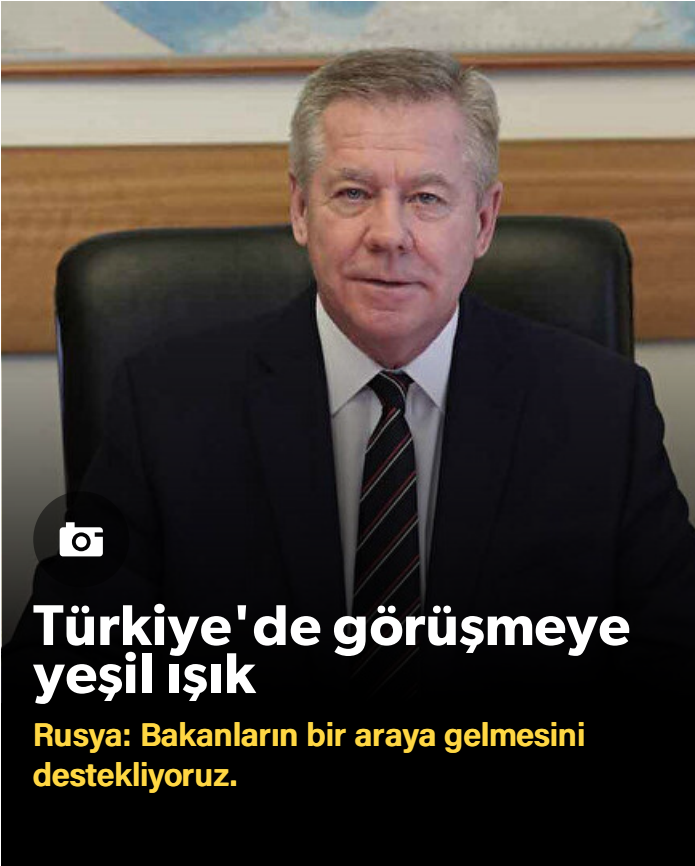 Türkiye'de görüşmeye
yeşil ışık
Rusya: Bakanların bir araya gelmesini
destekliyoruz.